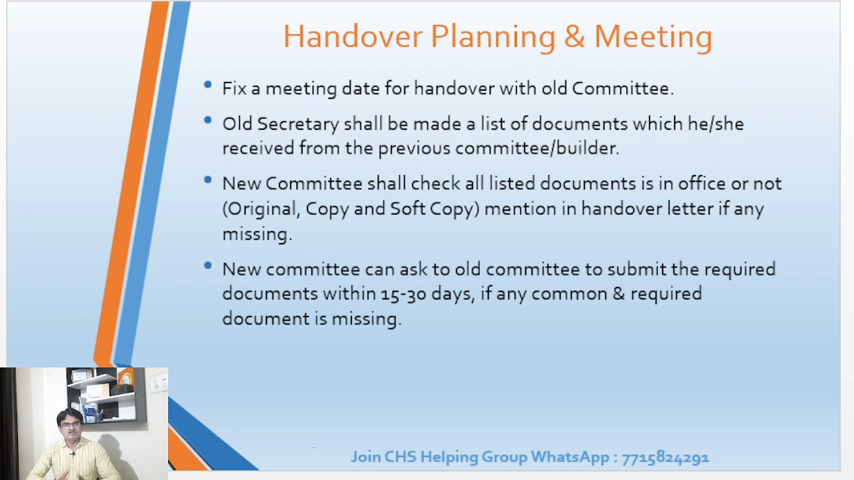 Handover Planning & Meeting
Fix a meeting date for handover with old Committee.
Old Secretary shall be made a list of documents which he/she
received from the previous committee/builder.
New Committee shall check all listed documents is in office or not
(Original, Copy and Soft Copy) mention in handover letter if any
missing.
New committee can ask to old committee to submit the required
documents within 15-30 days, if any common & required
document is missing.
Join CHS Helping Group WhatsApp : 7715824291